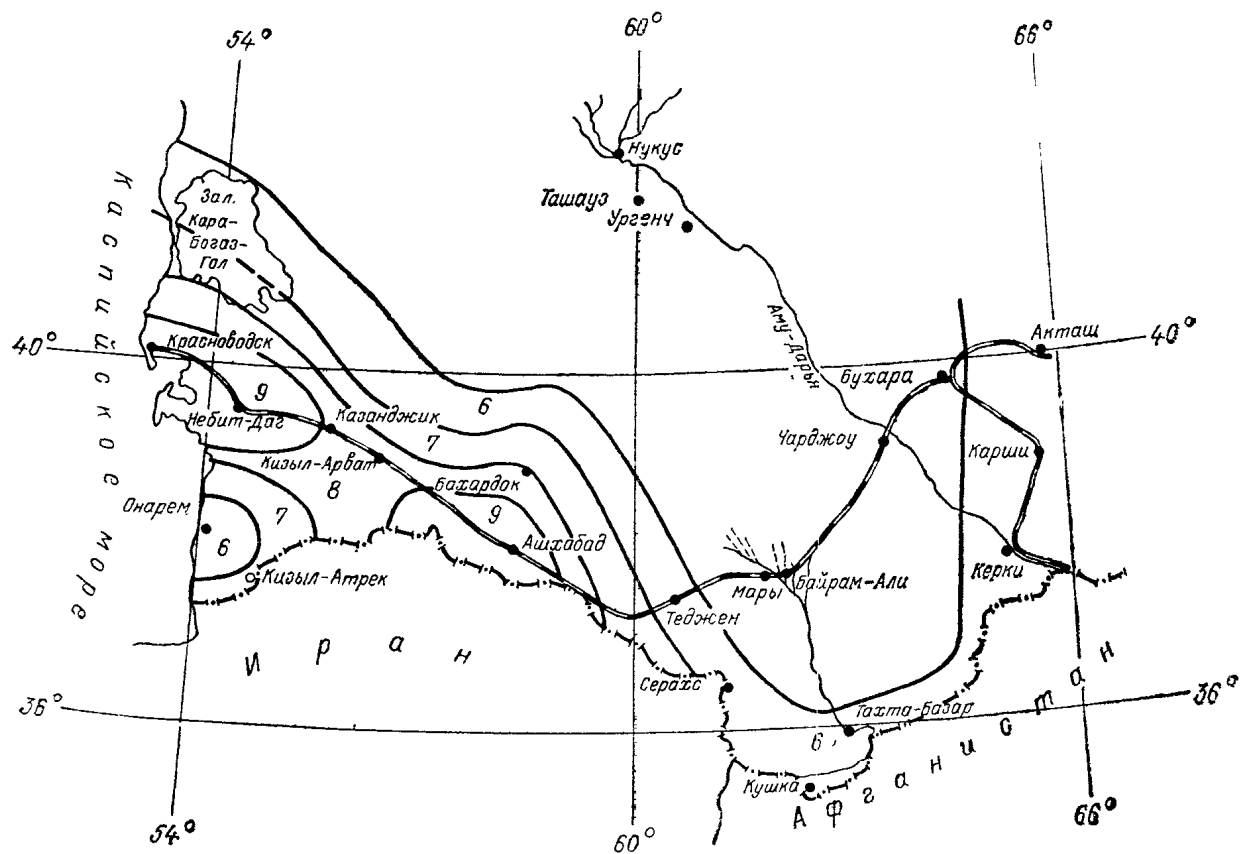 54°
60°
66°
Нукус
Ташауз
Ургенч
Зал.
Кара-
Богаз-
Гол
Каспийское море
Аму-Дарья
40°
Красноводск
Акташ
40°
Бухара
9
Небит-Даг
Казанджик
6
7
Чарджоу
Карши
Кизыл-Арват
8
Бахардок
9
Онарем
7
6
Ашхабад
Кизыл-Атрек
Мары
Байрам-Али
Керки
Теджен
Иран
Серахс
36°
Тахта-Базар
36°
6
Кушка
Афганистан
54°
60°
66°